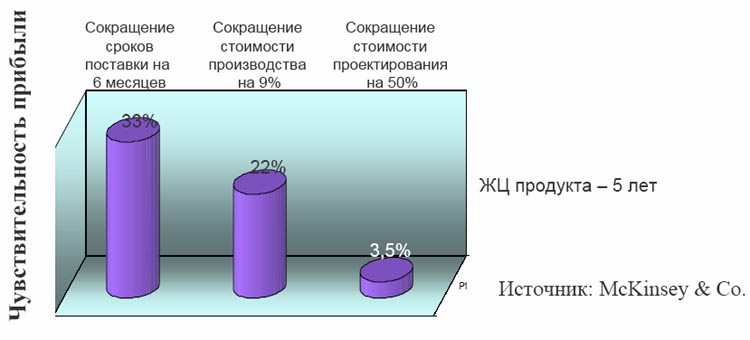 Чувствительность прибыли
Сокращение
сроков
поставки на
6 месяцев
Сокращение
стоимости
производства
на 9%
Сокращение
стоимости
проектирования
на 50%
33%
22%
3,5%
ЖЦ продукта – 5 лет
Источник: McKinsey & Co.